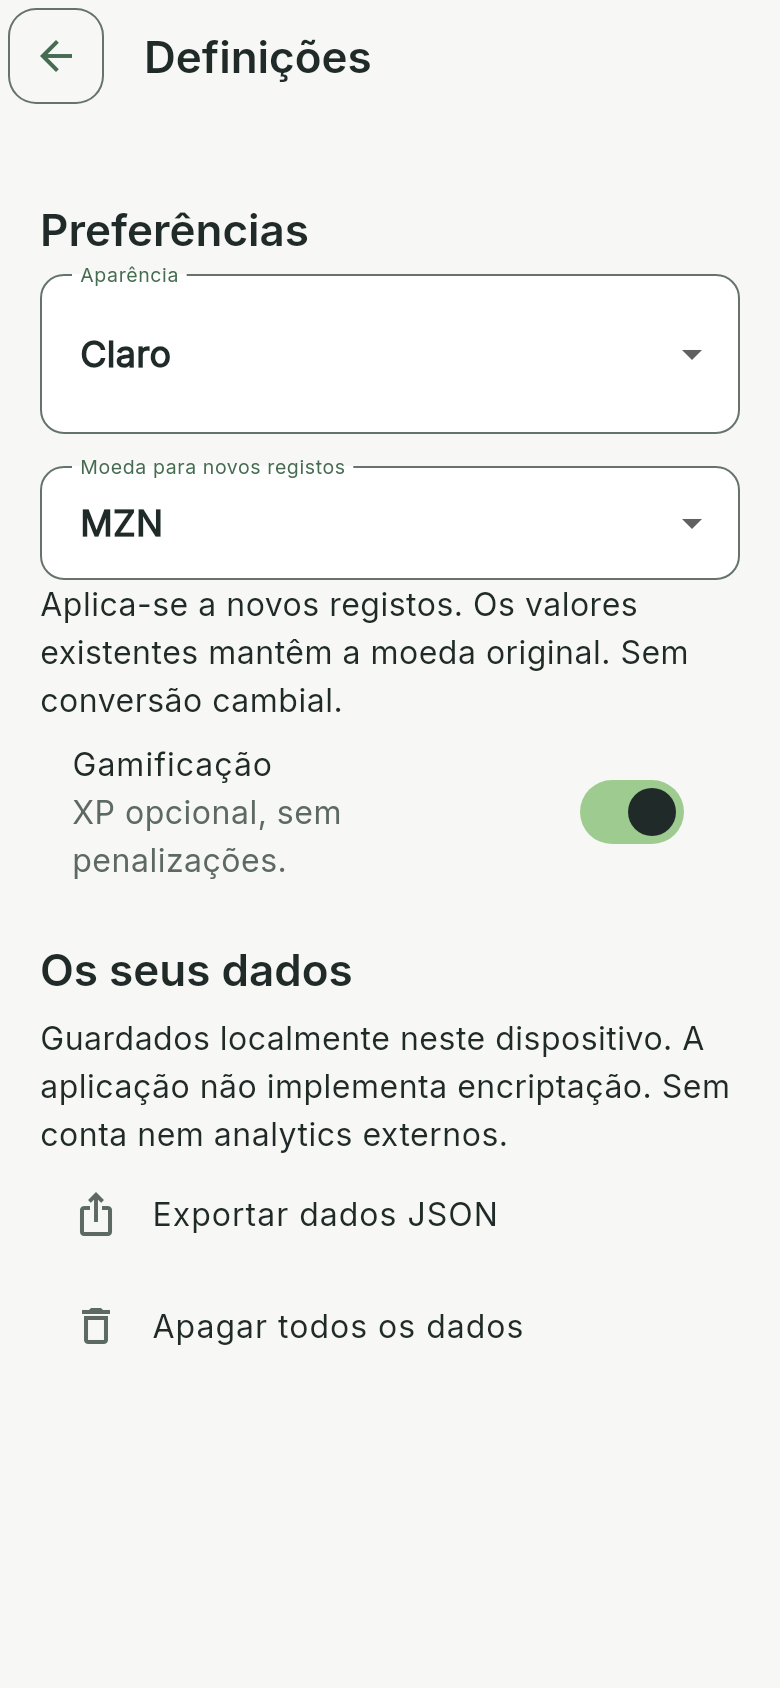 Definições
Preferências
Aparência
Claro
Moeda para novos registos
MZN
Aplica-se a novos registos. Os valores
existentes mantêm a moeda original. Sem
conversão cambial.
Gamificação
XP opcional, sem
penalizações.
Os seus dados
Guardados localmente neste dispositivo. A
aplicação não implementa encriptação. Sem
conta nem analytics externos.
Exportar dados JSON
Apagar todos os dados